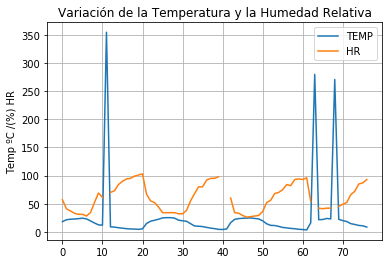 Variación de la Temperatura y la Humedad Relativa
TEMP
HR
Temp ºC /(%) HR
350
300
250
200
150
100
50
0
0 10 20 30 40 50 60 70